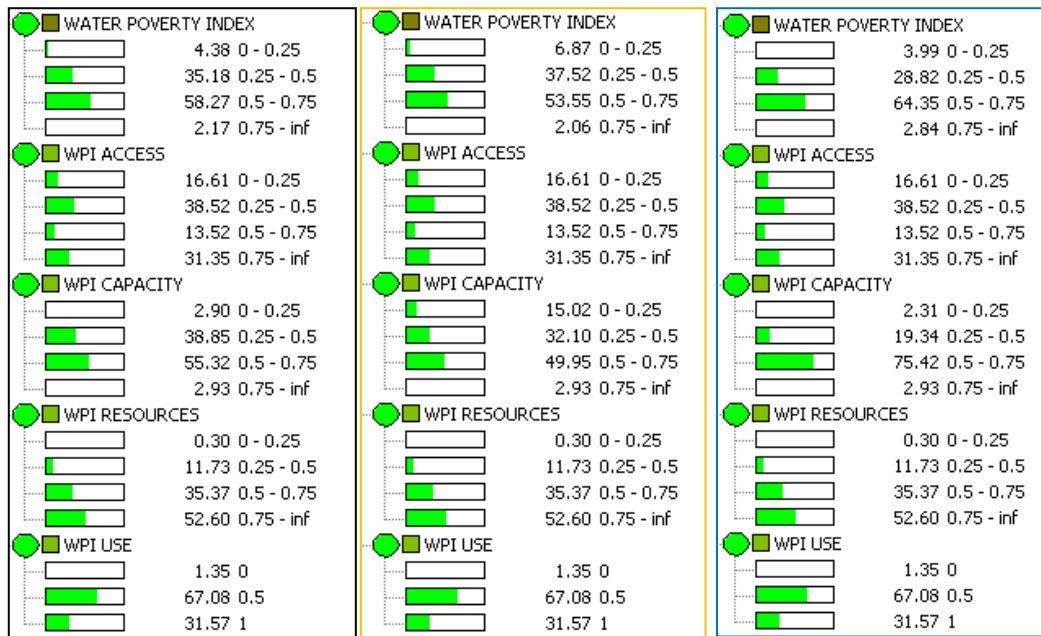 WATER POVERTY INDEX
4.38 0 - 0.25
35.18 0.25 - 0.5
58.27 0.5 - 0.75
2.17 0.75 - inf
WPI ACCESS
16.61 0 - 0.25
38.52 0.25 - 0.5
13.52 0.5 - 0.75
31.35 0.75 - inf
WPI CAPACITY
2.90 0 - 0.25
38.85 0.25 - 0.5
55.32 0.5 - 0.75
2.93 0.75 - inf
WPI RESOURCES
0.30 0 - 0.25
11.73 0.25 - 0.5
35.37 0.5 - 0.75
52.60 0.75 - inf
WPI USE
1.35 0
67.08 0.5
31.57 1
WATER POVERTY INDEX
6.87 0 - 0.25
37.52 0.25 - 0.5
53.55 0.5 - 0.75
2.06 0.75 - inf
WPI ACCESS
16.61 0 - 0.25
38.52 0.25 - 0.5
13.52 0.5 - 0.75
31.35 0.75 - inf
WPI CAPACITY
15.02 0 - 0.25
32.10 0.25 - 0.5
49.95 0.5 - 0.75
2.93 0.75 - inf
WPI RESOURCES
0.30 0 - 0.25
11.73 0.25 - 0.5
35.37 0.5 - 0.75
52.60 0.75 - inf
WPI USE
1.35 0
67.08 0.5
31.57 1
WATER POVERTY INDEX
3.99 0 - 0.25
28.82 0.25 - 0.5
64.35 0.5 - 0.75
2.84 0.75 - inf
WPI ACCESS
16.61 0 - 0.25
38.52 0.25 - 0.5
13.52 0.5 - 0.75
31.35 0.75 - inf
WPI CAPACITY
2.31 0 - 0.25
19.34 0.25 - 0.5
75.42 0.5 - 0.75
2.93 0.75 - inf
WPI RESOURCES
0.30 0 - 0.25
11.73 0.25 - 0.5
35.37 0.5 - 0.75
52.60 0.75 - inf
WPI USE
1.35 0
67.08 0.5
31.57 1